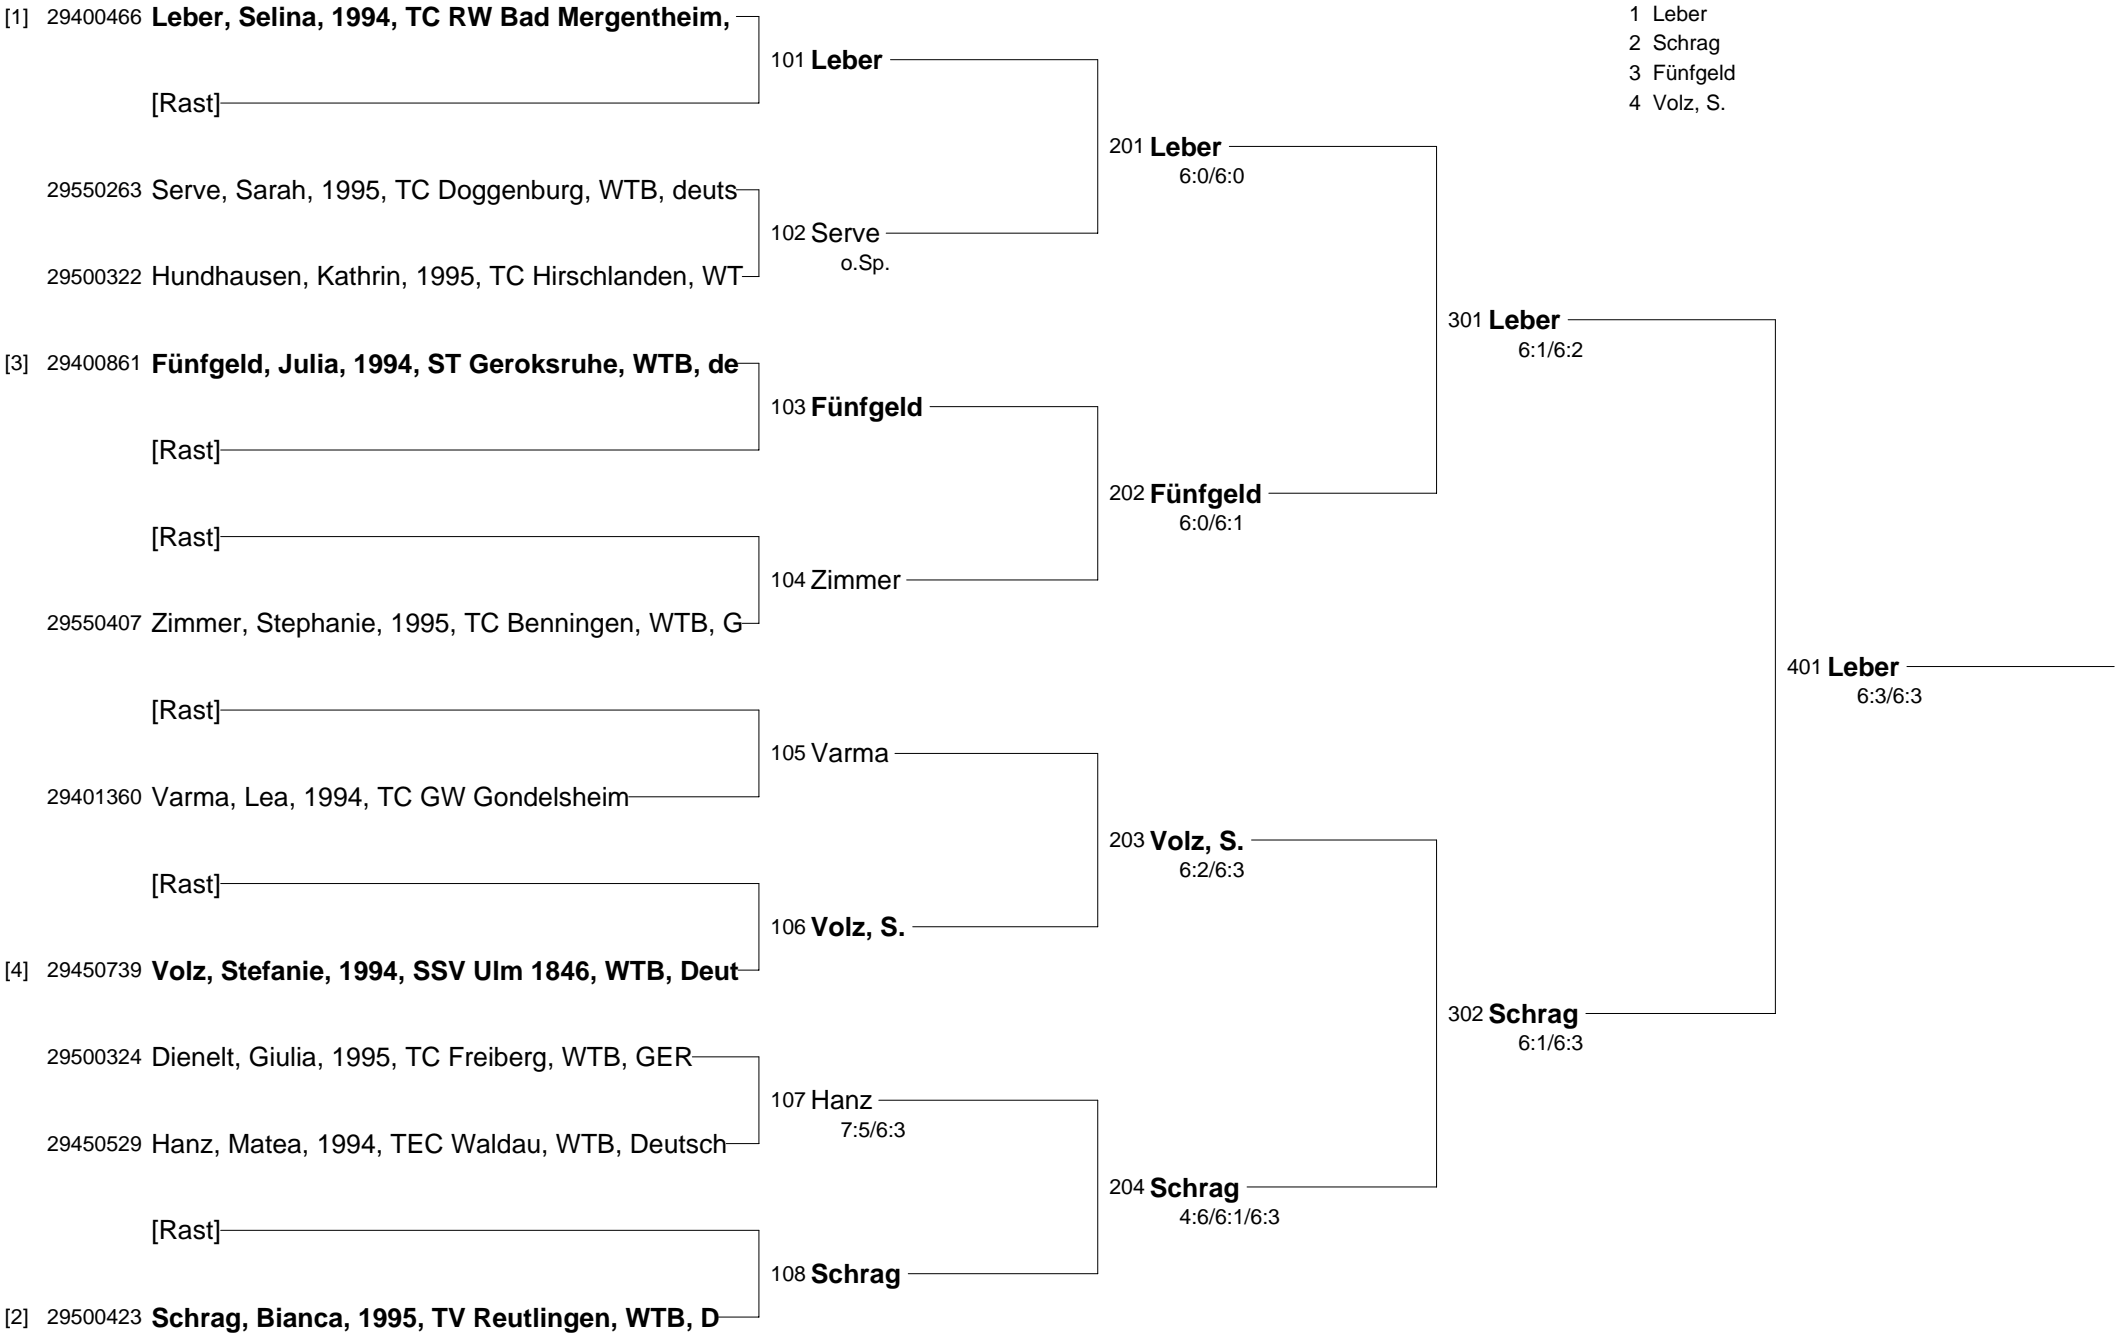 [1] 29400466 Leber, Selina, 1994, TC RW Bad Mergentheim,
[Rast]
29550263 Serve, Sarah, 1995, TC Doggenburg, WTB, deuts
29500322 Hundhausen, Kathrin, 1995, TC Hirschlanden, WT
[3] 29400861 Fünfgeld, Julia, 1994, ST Geroksruhe, WTB, de
[Rast]
[Rast]
29550407 Zimmer, Stephanie, 1995, TC Benningen, WTB, G
[Rast]
29401360 Varma, Lea, 1994, TC GW Gondelsheim
[Rast]
[4] 29450739 Volz, Stefanie, 1994, SSV Ulm 1846, WTB, Deut
29500324 Dienelt, Giulia, 1995, TC Freiberg, WTB, GER
29450529 Hanz, Matea, 1994, TEC Waldau, WTB, Deutsch
[Rast]
[2] 29500423 Schrag, Bianca, 1995, TV Reutlingen, WTB, D
101 Leber
102 Serve
o.Sp.
103 Fünfgeld
104 Zimmer
105 Varma
106 Volz, S.
107 Hanz
7:5/6:3
108 Schrag
201 Leber
6:0/6:0
202 Fünfgeld
6:0/6:1
203 Volz, S.
6:2/6:3
204 Schrag
4:6/6:1/6:3
301 Leber
6:1/6:2
302 Schrag
6:1/6:3
401 Leber
6:3/6:3
1 Leber
2 Schrag
3 Fünfgeld
4 Volz, S.